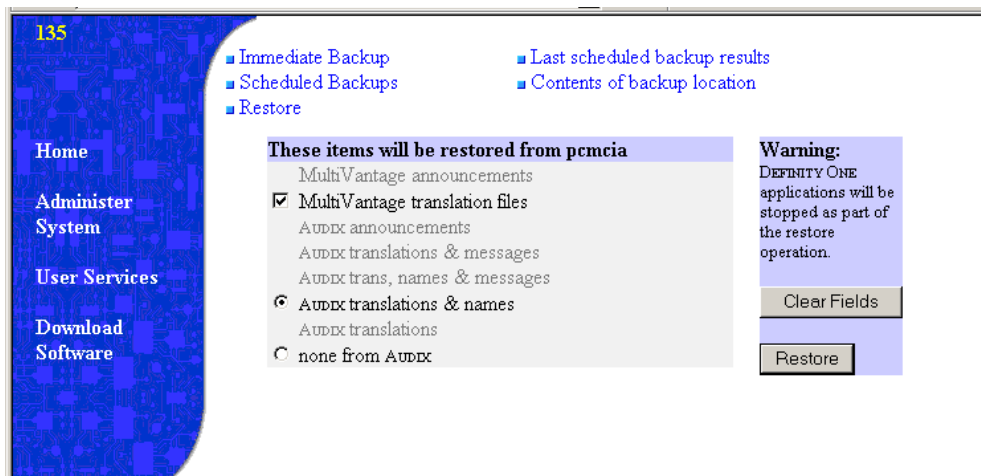 135
Immediate Backup
Last scheduled backup results
Scheduled Backups
Contents of backup location
Restore
Home
Administer
System
User Services
Download
Software
These items will be restored from pcmcia
MultiVantage announcements
MultiVantage translation files
AUDIX announcements
AUDIX translations & messages
AUDIX trans, names & messages
AUDIX translations & names
AUDIX translations
none from AUDIX
Warning:
DEFINITY ONE
applications will be
stopped as part of
the restore
operation.
Clear Fields
Restore